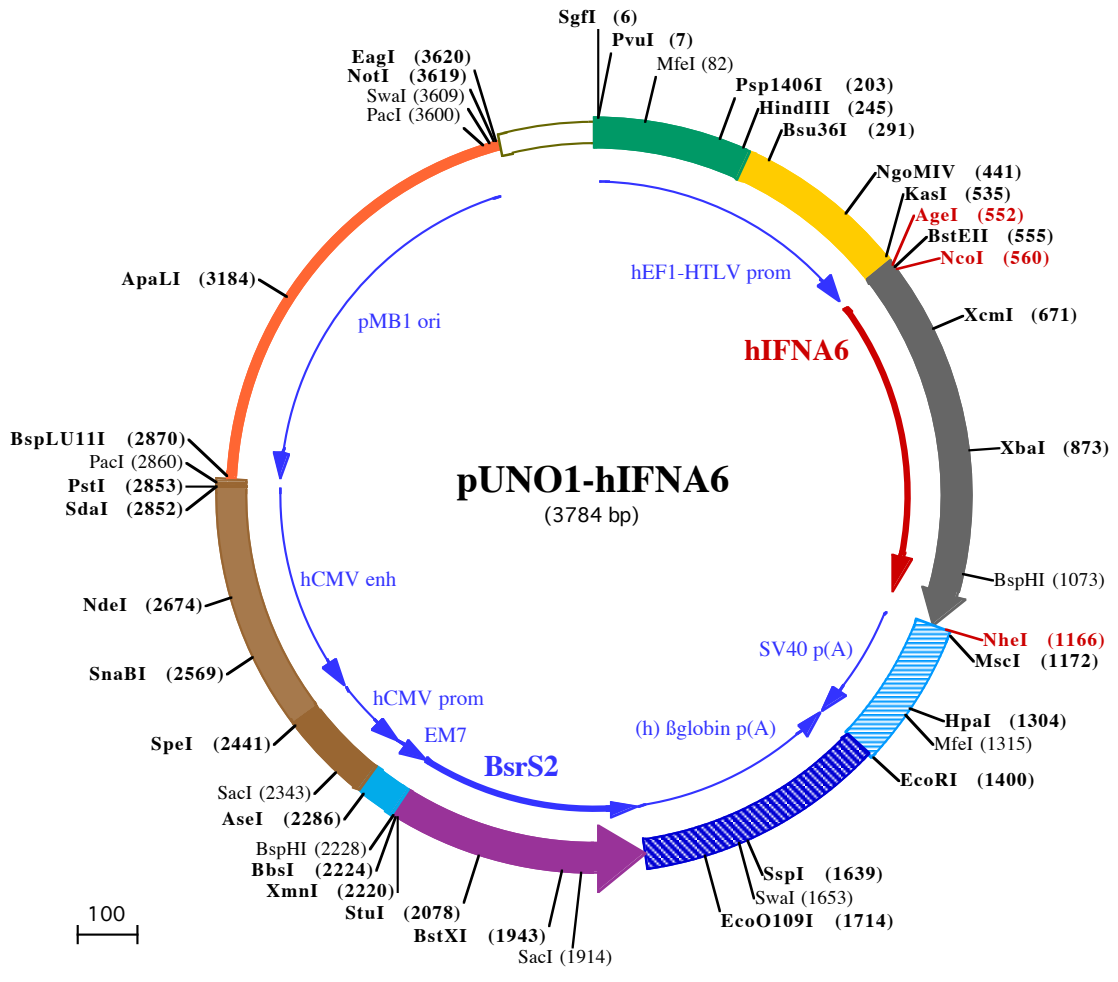 SgfI (6)
PvuI (7)
MfeI (82)
Psp1406I (203)
HindIII (245)
Bsu36I (291)
NgoMIV (441)
KasI (535)
AgeI (552)
BstEII (555)
NcoI (560)
XcmI (671)
XbaI (873)
BspHI (1073)
NheI (1166)
MscI (1172)
HpaI (1304)
MfeI (1315)
EcoRI (1400)
SspI (1639)
SwaI (1653)
EcoO109I (1714)
SacI (1914)
BstXI (1943)
StuI (2078)
XmnI (2220)
BbsI (2224)
BspHI (2228)
AseI (2286)
SacI (2343)
SpeI (2441)
SnaBI (2569)
NdeI (2674)
SdaI (2852)
PstI (2853)
PacI (2860)
BspLU11I (2870)
ApaLI (3184)
PacI (3600)
SwaI (3609)
NotI (3619)
EagI (3620)
hEF1-HTLV prom
pMB1 ori
hIFNA6
pUNO1-hIFNA6
(3784 bp)
hCMV enh
SV40 p(A)
hCMV prom
(h) ßglobin p(A)
EM7
BsrS2
100